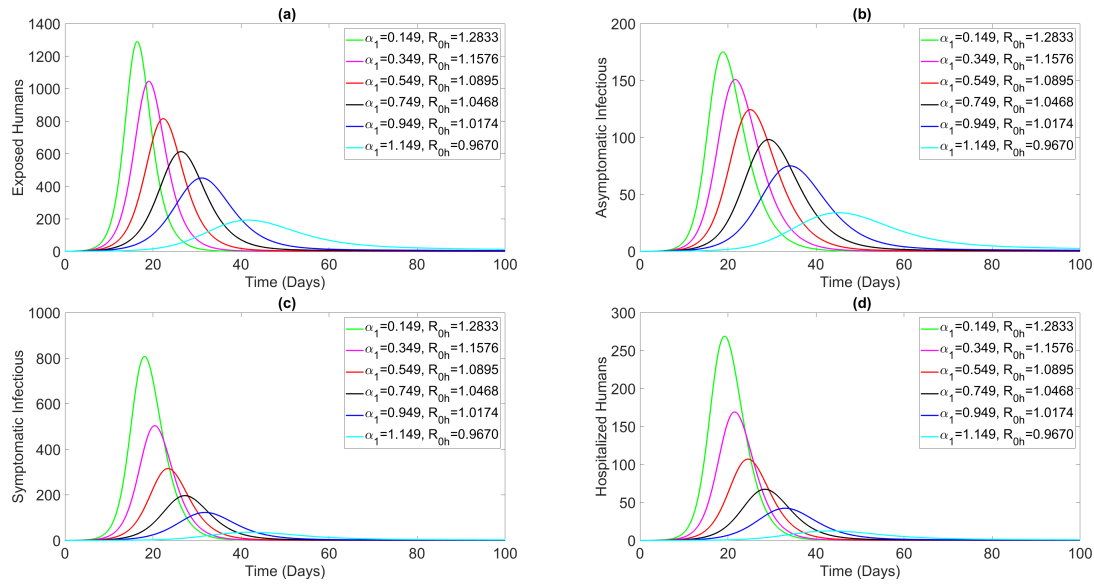 (a)
Exposed Humans
1400
1200
1000
800
600
400
200
0
α1=0.149, R0h=1.2833
α1=0.349, R0h=1.1576
α1=0.549, R0h=1.0895
α1=0.749, R0h=1.0468
α1=0.949, R0h=1.0174
α1=1.149, R0h=0.9670
0 20 40 60 80 100
Time (Days)
(b)
Asymptomatic Infectious
200
150
100
50
0
α1=0.149, R0h=1.2833
α1=0.349, R0h=1.1576
α1=0.549, R0h=1.0895
α1=0.749, R0h=1.0468
α1=0.949, R0h=1.0174
α1=1.149, R0h=0.9670
0 20 40 60 80 100
Time (Days)
(c)
Symptomatic Infectious
1000
800
600
400
200
0
α1=0.149, R0h=1.2833
α1=0.349, R0h=1.1576
α1=0.549, R0h=1.0895
α1=0.749, R0h=1.0468
α1=0.949, R0h=1.0174
α1=1.149, R0h=0.9670
0 20 40 60 80 100
Time (Days)
(d)
Hospitalized Humans
300
250
200
150
100
50
0
α1=0.149, R0h=1.2833
α1=0.349, R0h=1.1576
α1=0.549, R0h=1.0895
α1=0.749, R0h=1.0468
α1=0.949, R0h=1.0174
α1=1.149, R0h=0.9670
0 20 40 60 80 100
Time (Days)